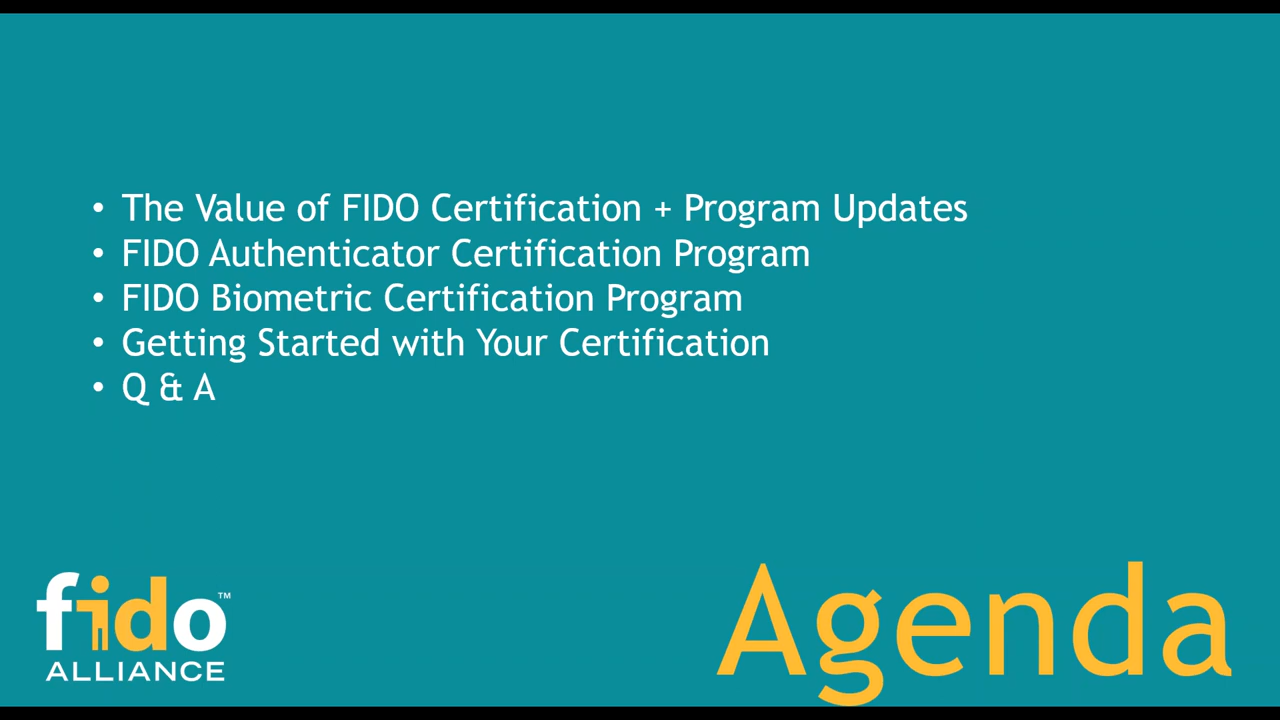 • The Value of FIDO Certification + Program Updates
• FIDO Authenticator Certification Program
• FIDO Biometric Certification Program
• Getting Started with Your Certification
• Q & A
fido™
ALLIANCE
Agenda